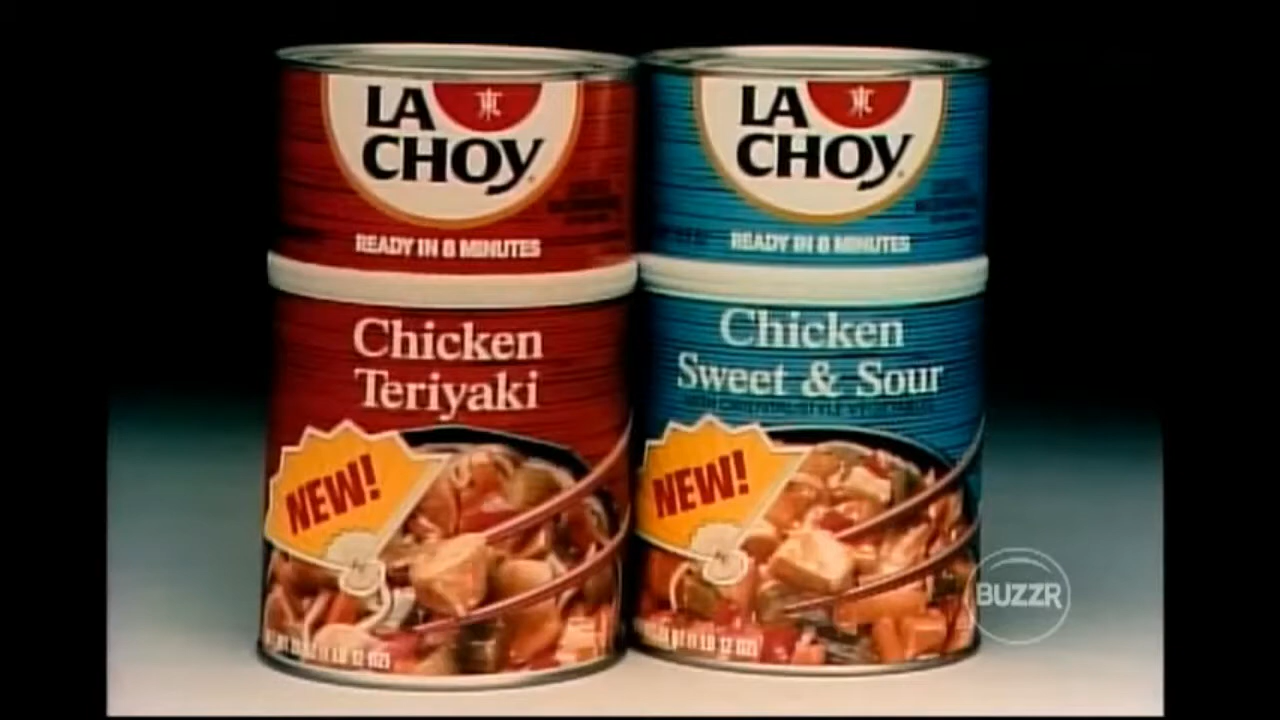 LA
CHOY
READY IN 8 MINUTES
Chicken
Teriyaki
NEW!
LA
CHOY
READY IN 8 MINUTES
Chicken
Sweet & Sour
NEW!
BUZZR